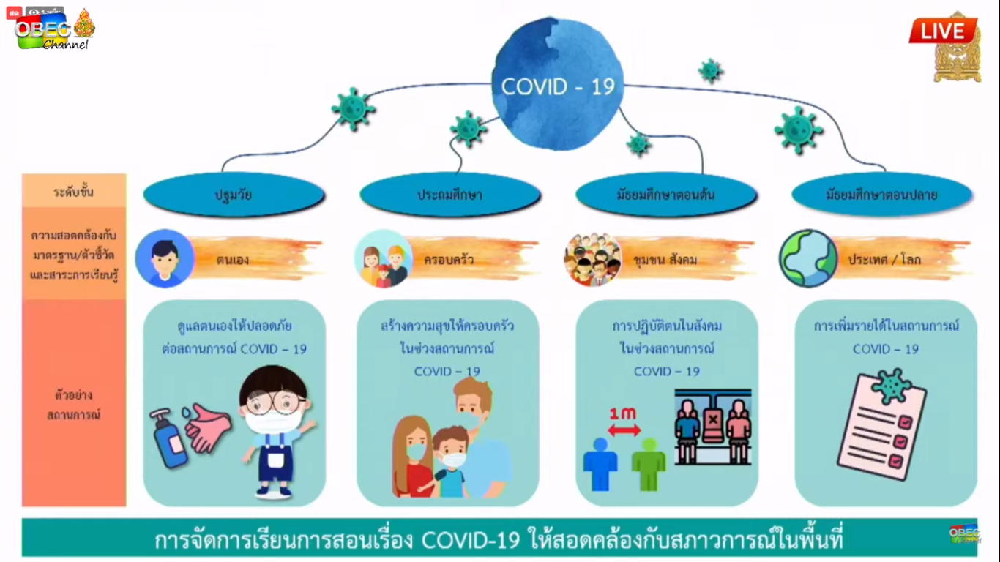 สด
OBEC
Channel
LIVE
COVID - 19
ระดับชั้น
ปฐมวัย
ประถมศึกษา
มัธยมศึกษาตอนต้น
มัธยมศึกษาตอนปลาย
ความสอดคล้องกับ
มาตรฐาน/ตัวชี้วัด
และสาระการเรียนรู้
ตนเอง
ครอบครัว
ชุมชน สังคม
ประเทศ / โลก
ตัวอย่าง
สถานการณ์
ดูแลตนเองให้ปลอดภัย
ต่อสถานการณ์ COVID – 19
สร้างความสุขให้ครอบครัว
ในช่วงสถานการณ์
COVID – 19
การปฏิบัติตนในสังคม
ในช่วงสถานการณ์
COVID – 19
1m
การเพิ่มรายได้ในสถานการณ์
COVID – 19
การจัดการเรียนการสอนเรื่อง COVID-19 ให้สอดคล้องกับสภาวการณ์ในพื้นที่
OBEC